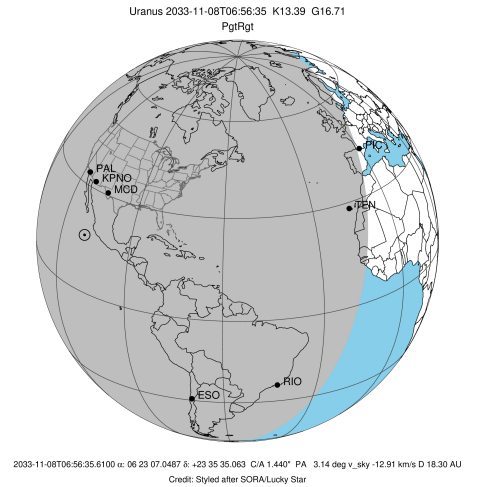 Uranus 2033-11-08T06:56:35 K13.39 G16.71
PgtRgt
PIC
PAL
KPNO
MCD
TEN
RIO
ESO
2033-11-08T06:56:35.6100 α: 06 23 07.0487 δ: +23 35 35.063 C/A 1.440" PA 3.14 deg v_sky -12.91 km/s D 18.30 AU
Credit: Styled after SORA/Lucky Star